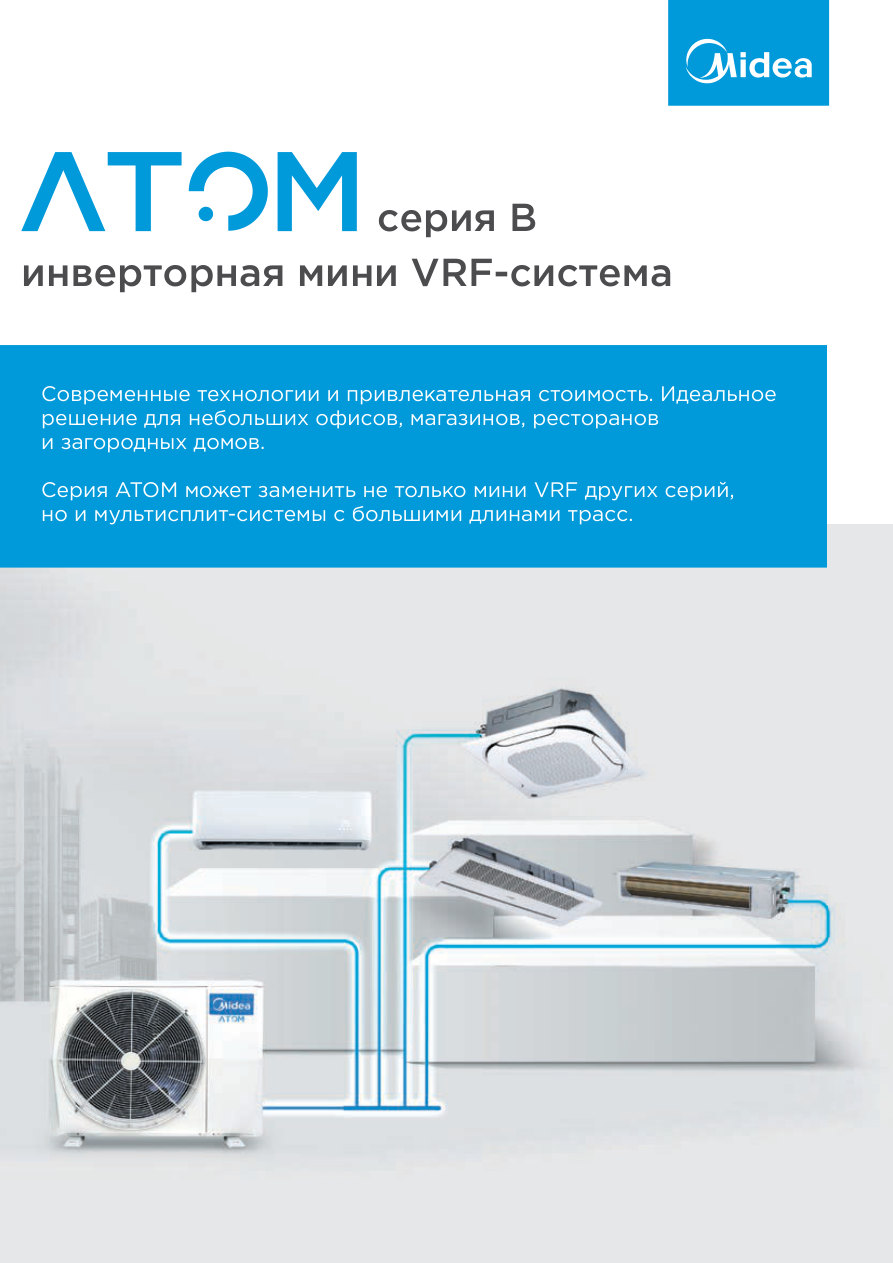 Midea
ATOM серия B
инверторная мини VRF-система
Современные технологии и привлекательная стоимость. Идеальное
решение для небольших офисов, магазинов, ресторанов
и загородных домов.
Серия ATOM может заменить не только мини VRF других серий,
но и мультисплит-системы с большими длинами трасс.
Midea
ATOM